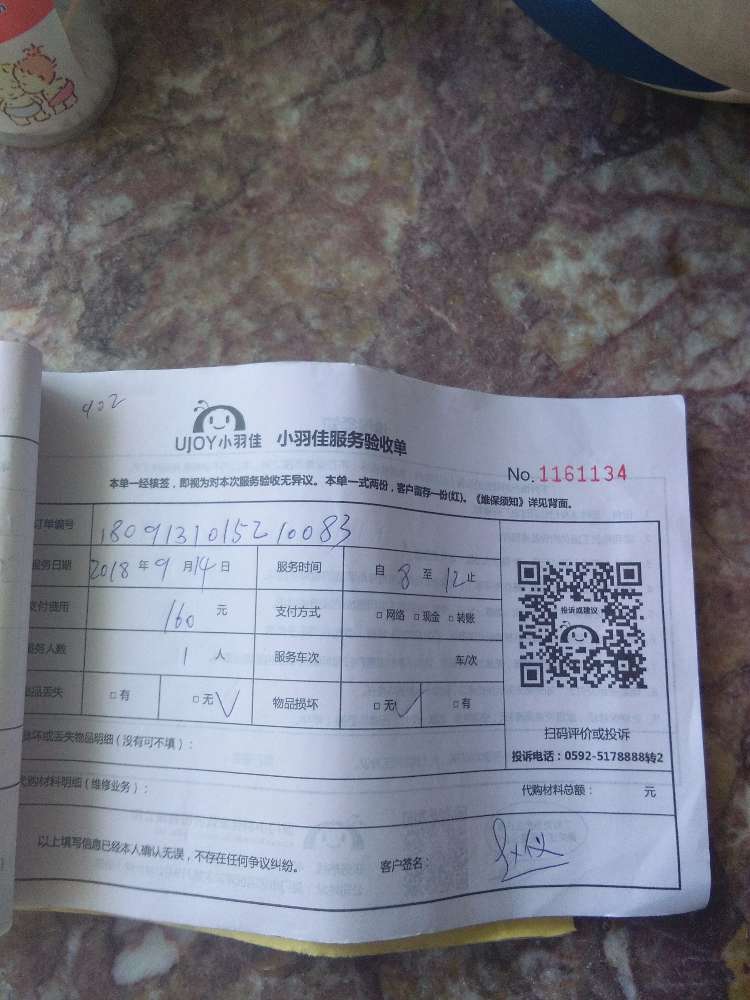 902
UJOY小羽佳 小羽佳服务验收单
No. 1161134
本单一经核签，即视为对本次服务验收无异议。本单一式两份，客户留存一份(红)。《维保须知》详见背面。
订单编号 1809131015210083
服务日期 2018 年 9 月 14 日 服务时间 自 8 至 12 止
支付费用 160 元 支付方式 □ 网络 □ 现金 □ 转账
服务人数 1 人 服务车次 车/次
物品丢失 □ 有 □ 无 ✓ 物品损坏 □ 无 ✓ □ 有
投诉或建议
扫码评价或投诉
投诉电话：0592-5178888转2
损坏或丢失物品明细（没有可不填）：
代购材料明细（维修业务）： 代购材料总额： 元
以上填写信息已经本人确认无误，不存在任何争议纠纷。 客户签名：